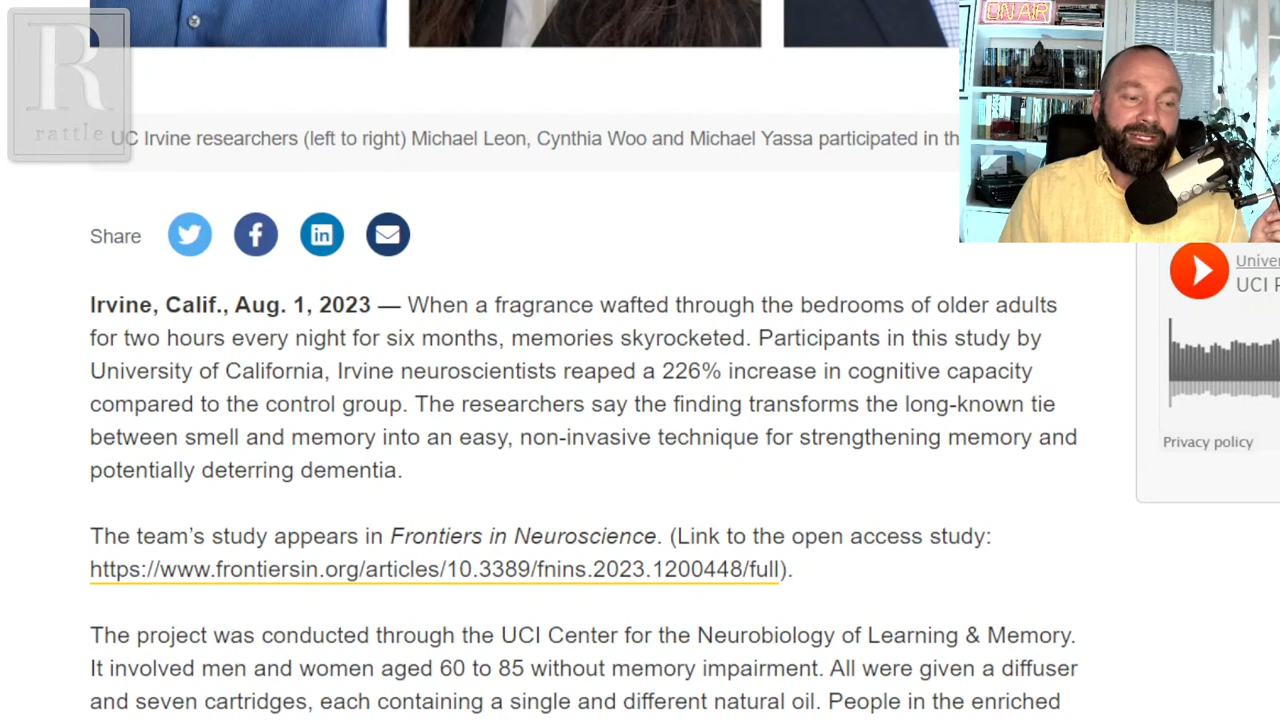 ON AIR
R
rattle
UC Irvine researchers (left to right) Michael Leon, Cynthia Woo and Michael Yassa participated in th
Share
Univer
UCI P
Privacy policy
Irvine, Calif., Aug. 1, 2023 — When a fragrance wafted through the bedrooms of older adults
for two hours every night for six months, memories skyrocketed. Participants in this study by
University of California, Irvine neuroscientists reaped a 226% increase in cognitive capacity
compared to the control group. The researchers say the finding transforms the long-known tie
between smell and memory into an easy, non-invasive technique for strengthening memory and
potentially deterring dementia.
The team’s study appears in Frontiers in Neuroscience. (Link to the open access study:
https://www.frontiersin.org/articles/10.3389/fnins.2023.1200448/full).
The project was conducted through the UCI Center for the Neurobiology of Learning & Memory.
It involved men and women aged 60 to 85 without memory impairment. All were given a diffuser
and seven cartridges, each containing a single and different natural oil. People in the enriched